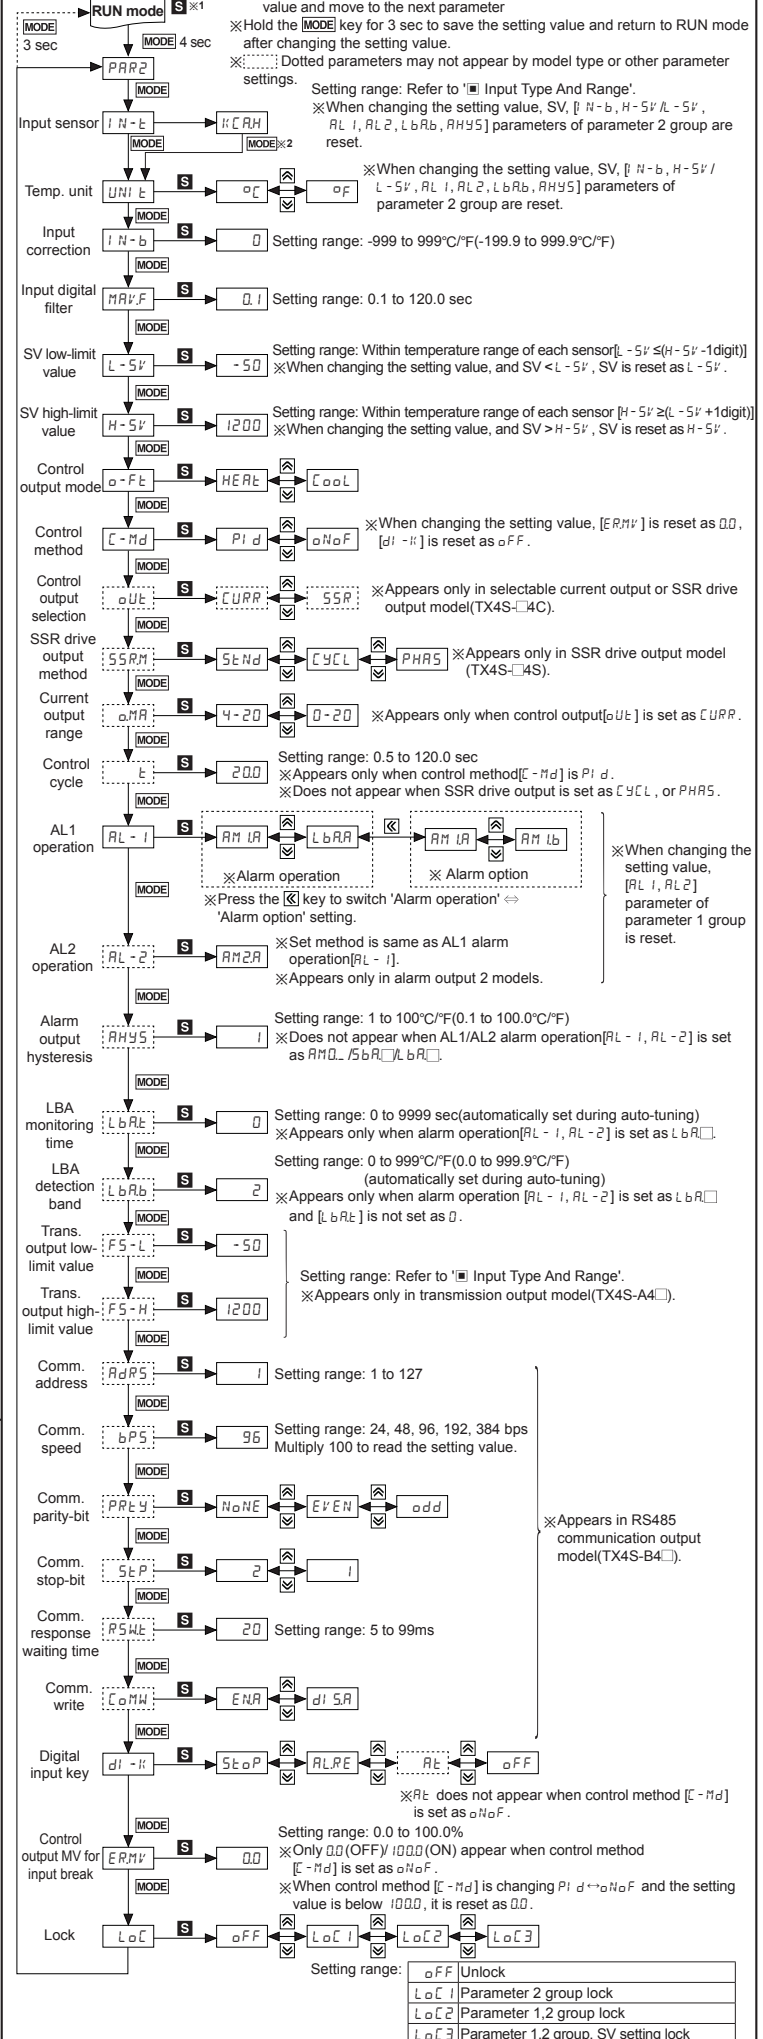 RUN mode S ※1
value and move to the next parameter
MODE
3 sec
MODE 4 sec
※Hold the MODE key for 3 sec to save the setting value and return to RUN mode
after changing the setting value.
※ Dotted parameters may not appear by model type or other parameter
settings.
PAR2
MODE
Setting range: Refer to '▣ Input Type And Range'.
Input sensor IN-t KCA.H
※When changing the setting value, SV, [IN-b, H-SV/L-SV,
AL1, AL2, LbA.b, AHYS] parameters of parameter 2 group are
reset.
MODE MODE※2
Temp. unit UNIt S °C °F
※When changing the setting value, SV, [IN-b, H-SV/
L-SV, AL1, AL2, LbA.b, AHYS] parameters of
parameter 2 group are reset.
MODE
Input
correction IN-b S 0 Setting range: -999 to 999°C/°F(-199.9 to 999.9°C/°F)
MODE
Input digital
filter MAV.F S 0.1 Setting range: 0.1 to 120.0 sec
MODE
SV low-limit
value L-SV S -50
Setting range: Within temperature range of each sensor[L-SV ≤(H-SV -1digit)]
※When changing the setting value, and SV < L-SV, SV is reset as L-SV.
MODE
SV high-limit
value H-SV S 1200
Setting range: Within temperature range of each sensor [H-SV ≥(L-SV +1digit)]
※When changing the setting value, and SV > H-SV, SV is reset as H-SV.
MODE
Control
output mode o-Ft S HEAt CooL
MODE
Control
method C-Md S PId oNoF
※When changing the setting value, [ER.MV] is reset as 0.0,
[dI-K] is reset as oFF.
MODE
Control
output
selection oUt S CURR SSR
※Appears only in selectable current output or SSR drive
output model(TX4S-□4C).
MODE
SSR drive
output
method SSR.M S StNd CYCL PHAS
※Appears only in SSR drive output model
(TX4S-□4S).
MODE
Current
output
range o.MA S 4-20 0-20 ※Appears only when control output[oUt] is set as CURR.
MODE
Control
cycle t S 20.0
Setting range: 0.5 to 120.0 sec
※Appears only when control method[C-Md] is PId.
※Does not appear when SSR drive output is set as CYCL, or PHAS.
MODE
AL1
operation AL-1 S AM1.A LbA.A AM1.A AM1.b
※Alarm operation ※ Alarm option
※Press the key to switch 'Alarm operation' ⇔
'Alarm option' setting.
※When changing the
setting value,
[AL1, AL2]
parameter of
parameter 1 group
is reset.
MODE
AL2
operation AL-2 S AM2.A
※Set method is same as AL1 alarm
operation[AL-1].
※Appears only in alarm output 2 models.
MODE
Alarm
output
hysteresis AHYS S 1
Setting range: 1 to 100°C/°F(0.1 to 100.0°C/°F)
※Does not appear when AL1/AL2 alarm operation[AL-1, AL-2] is set
as AM0._ /SbA.□/LbA.□.
MODE
LBA
monitoring
time LbA.t S 0
Setting range: 0 to 9999 sec(automatically set during auto-tuning)
※Appears only when alarm operation[AL-1, AL-2] is set as LbA.□.
MODE
LBA
detection
band LbA.b S 2
Setting range: 0 to 999°C/°F(0.0 to 999.9°C/°F)
(automatically set during auto-tuning)
※Appears only when alarm operation [AL-1, AL-2] is set as LbA.□
and [LbA.t] is not set as 0.
MODE
Trans.
output low-
limit value FS-L S -50
MODE
Trans.
output high-
limit value FS-H S 1200
Setting range: Refer to '▣ Input Type And Range'.
※Appears only in transmission output model(TX4S-A4□).
MODE
Comm.
address AdRS S 1 Setting range: 1 to 127
MODE
Comm.
speed bPS S 96
Setting range: 24, 48, 96, 192, 384 bps
Multiply 100 to read the setting value.
MODE
Comm.
parity-bit PRtY S NoNE EVEN odd
MODE
※Appears in RS485
communication output
model(TX4S-B4□).
Comm.
stop-bit StP S 2 1
MODE
Comm.
response
waiting time RSW.t S 20 Setting range: 5 to 99ms
MODE
Comm.
write CoMW S EN.A dIS.A
MODE
Digital
input key dI-K S StoP AL.RE At oFF
※At does not appear when control method [C-Md]
is set as oNoF.
MODE
Control
output MV for
input break ER.MV S 0.0
Setting range: 0.0 to 100.0%
※Only 0.0(OFF)/ 100.0(ON) appear when control method
[C-Md] is set as oNoF.
※When control method [C-Md] is changing PId↔oNoF and the setting
value is below 100.0, it is reset as 0.0.
MODE
Lock LoC S oFF LoC1 LoC2 LoC3
Setting range:
oFF Unlock
LoC1 Parameter 2 group lock
LoC2 Parameter 1,2 group lock
LoC3 Parameter 1,2 group, SV setting lock